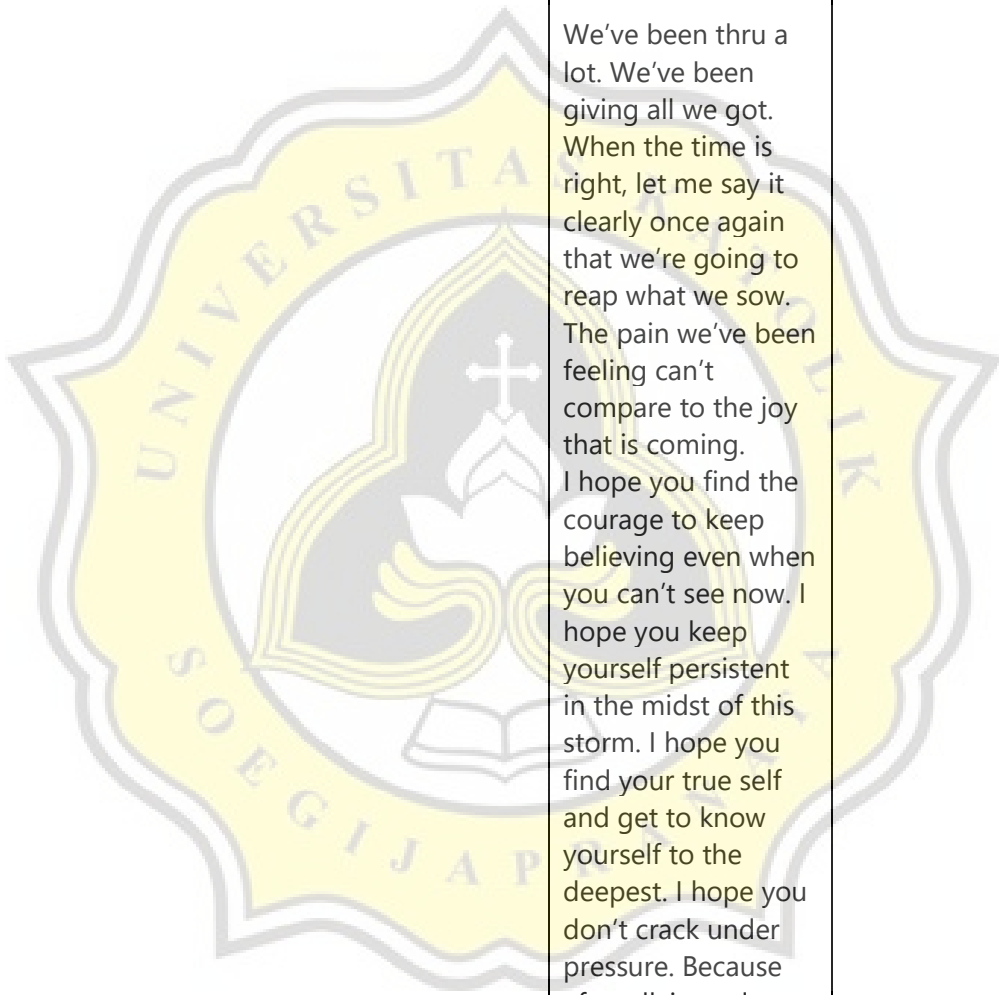 We’ve been thru a
lot. We’ve been
giving all we got.
When the time is
right, let me say it
clearly once again
that we’re going to
reap what we sow.
The pain we’ve been
feeling can’t
compare to the joy
that is coming.
I hope you find the
courage to keep
believing even when
you can’t see now. I
hope you keep
yourself persistent
in the midst of this
storm. I hope you
find your true self
and get to know
yourself to the
deepest. I hope you
don’t crack under
pressure. Because
UNIVERSITAS KATOLIK
SOEGIJAPRANATA